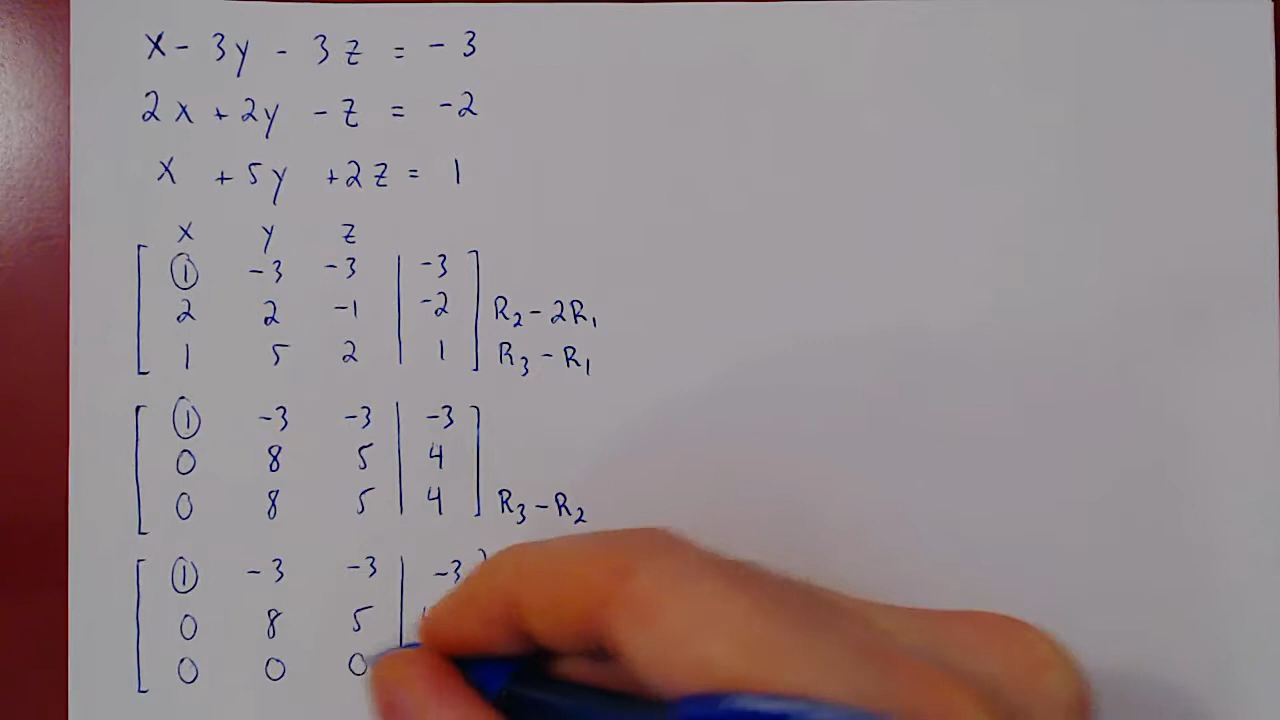 x - 3y - 3z = -3
2x + 2y - z = -2
x + 5y + 2z = 1
x y z
1 -3 -3 | -3
2 2 -1 | -2 R2 - 2R1
1 5 2 | 1 R3 - R1
1 -3 -3 | -3
0 8 5 | 4
0 8 5 | 4 R3 - R2
1 -3 -3 | -3
0 8 5 |
0 0 0